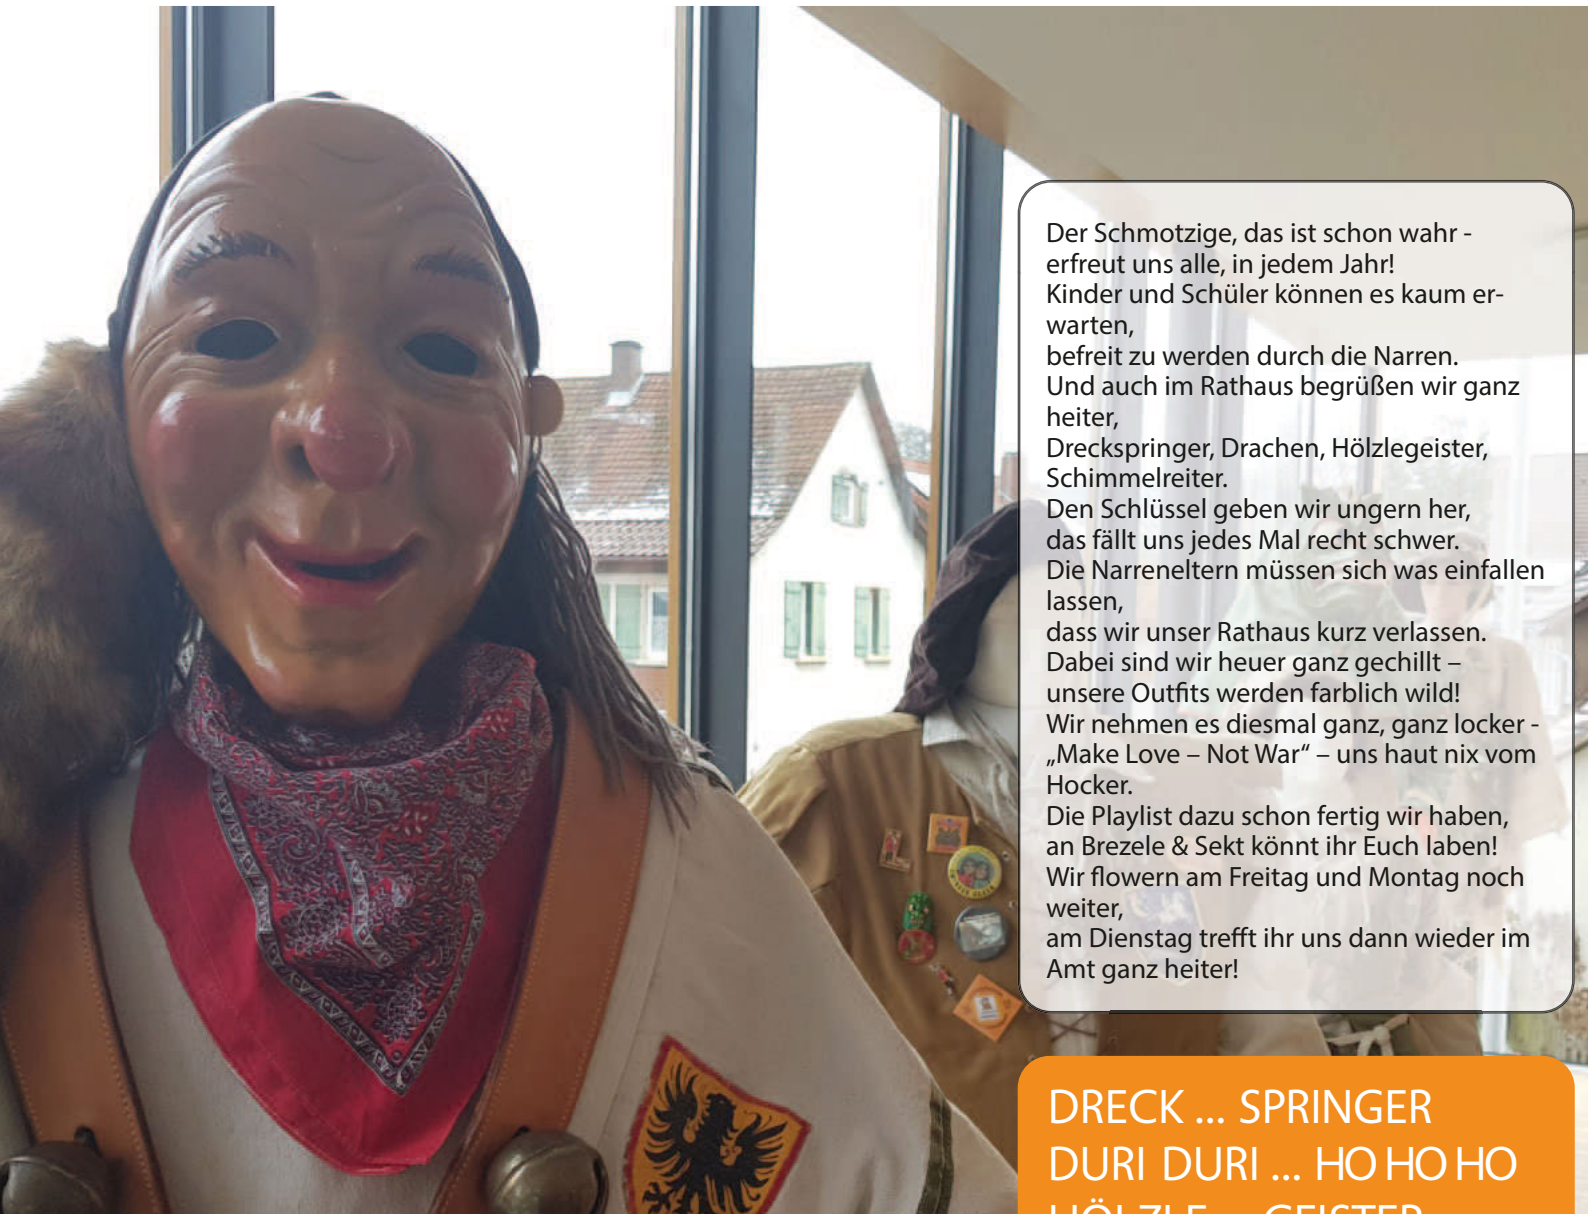 Der Schmotzige, das ist schon wahr -
erfreut uns alle, in jedem Jahr!
Kinder und Schüler können es kaum er-
warten,
befreit zu werden durch die Narren.
Und auch im Rathaus begrüßen wir ganz
heiter,
Dreckspringer, Drachen, Hölzlegeister,
Schimmelreiter.
Den Schlüssel geben wir ungern her,
das fällt uns jedes Mal recht schwer.
Die Narreneltern müssen sich was einfallen
lassen,
dass wir unser Rathaus kurz verlassen.
Dabei sind wir heuer ganz gechillt –
unsere Outfits werden farblich wild!
Wir nehmen es diesmal ganz, ganz locker -
„Make Love – Not War“ – uns haut nix vom
Hocker.
Die Playlist dazu schon fertig wir haben,
an Brezele & Sekt könnt ihr Euch laben!
Wir flowern am Freitag und Montag noch
weiter,
am Dienstag trefft ihr uns dann wieder im
Amt ganz heiter!
DRECK ... SPRINGER
DURI DURI ... HO HO HO
HÖLZLE ... GEISTER